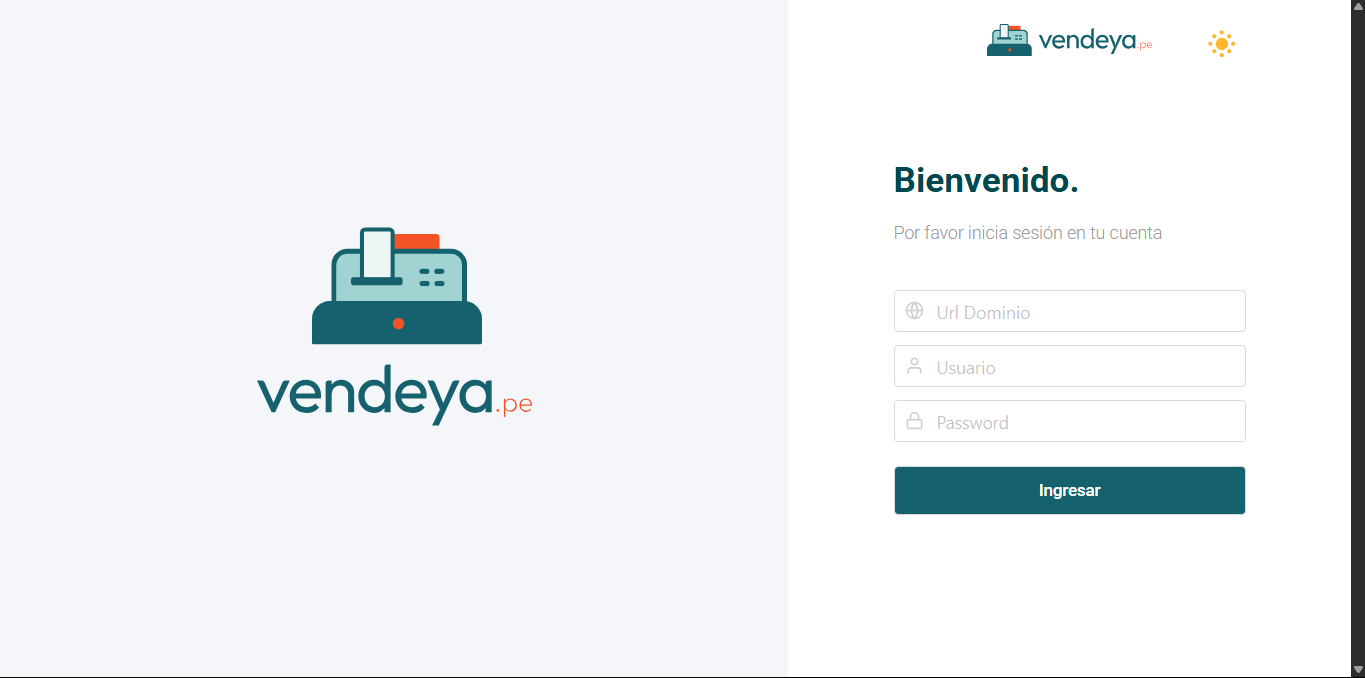 vendeya.pe
vendeya.pe
Bienvenido.
Por favor inicia sesión en tu cuenta
Url Dominio
Usuario
Password
Ingresar